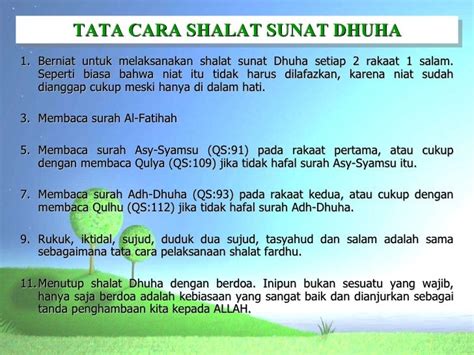 TATA CARA SHALAT SUNAT DHUHA
1. Berniat untuk melaksanakan shalat sunat Dhuha setiap 2 rakaat 1 salam.
Seperti biasa bahwa niat itu tidak harus dilafazkan, karena niat sudah
dianggap cukup meski hanya di dalam hati.
3. Membaca surah Al-Fatihah
5. Membaca surah Asy-Syamsu (QS:91) pada rakaat pertama, atau cukup
dengan membaca Qulya (QS:109) jika tidak hafal surah Asy-Syamsu itu.
7. Membaca surah Adh-Dhuha (QS:93) pada rakaat kedua, atau cukup dengan
membaca Qulhu (QS:112) jika tidak hafal surah Adh-Dhuha.
9. Rukuk, iktidal, sujud, duduk dua sujud, tasyahud dan salam adalah sama
sebagaimana tata cara pelaksanaan shalat fardhu.
11. Menutup shalat Dhuha dengan berdoa. Inipun bukan sesuatu yang wajib,
hanya saja berdoa adalah kebiasaan yang sangat baik dan dianjurkan sebagai
tanda penghambaan kita kepada ALLAH.